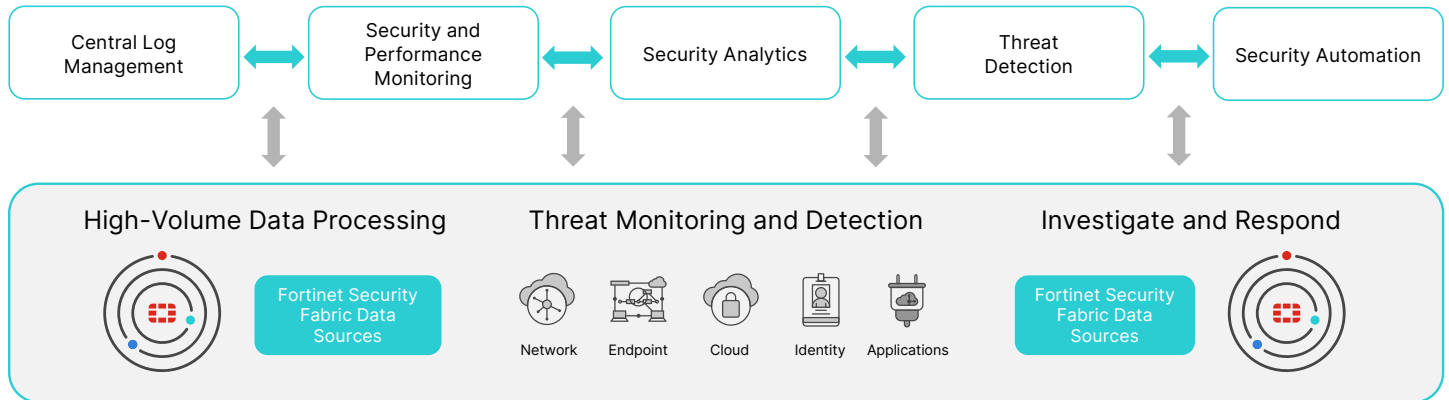 Central Log
Management
Security and
Performance
Monitoring
Security Analytics
Threat
Detection
Security Automation
High-Volume Data Processing
Threat Monitoring and Detection
Investigate and Respond
Fortinet Security
Fabric Data
Sources
Network
Endpoint
Cloud
Identity
Applications
Fortinet Security
Fabric Data
Sources